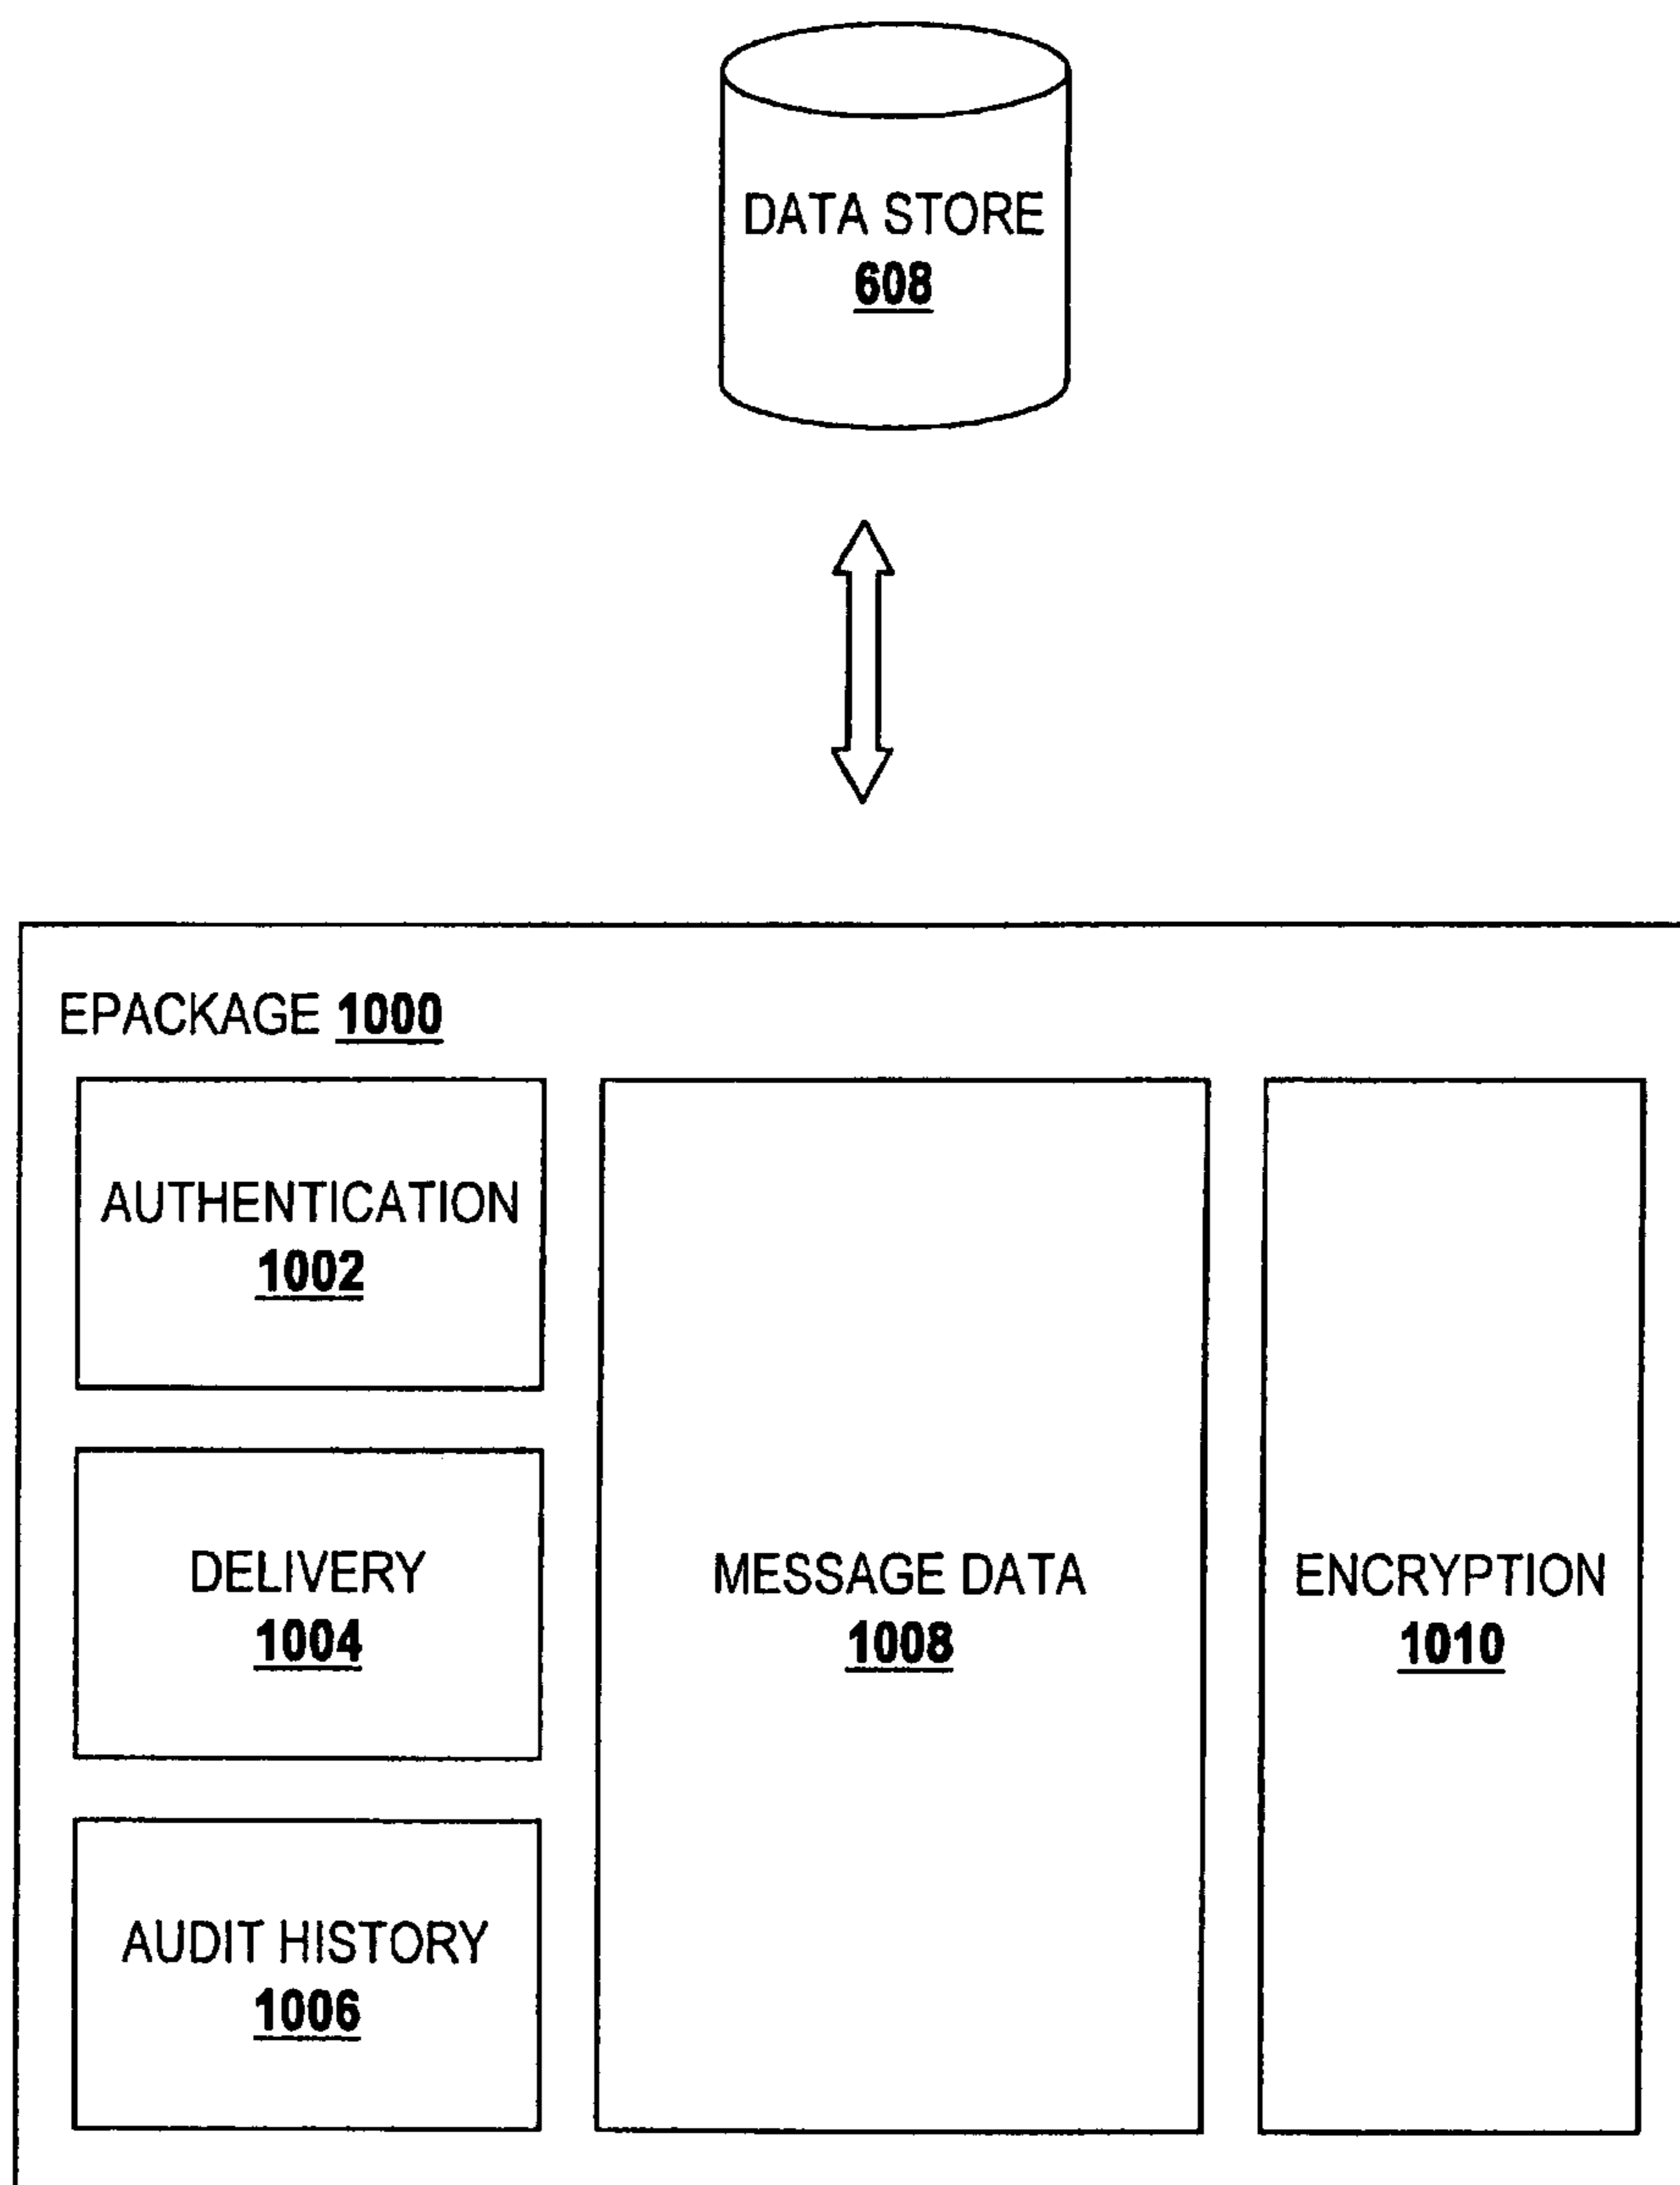 DATA STORE
608
EPACKAGE 1000
AUTHENTICATION
1002
DELIVERY
1004
AUDIT HISTORY
1006
MESSAGE DATA
1008
ENCRYPTION
1010